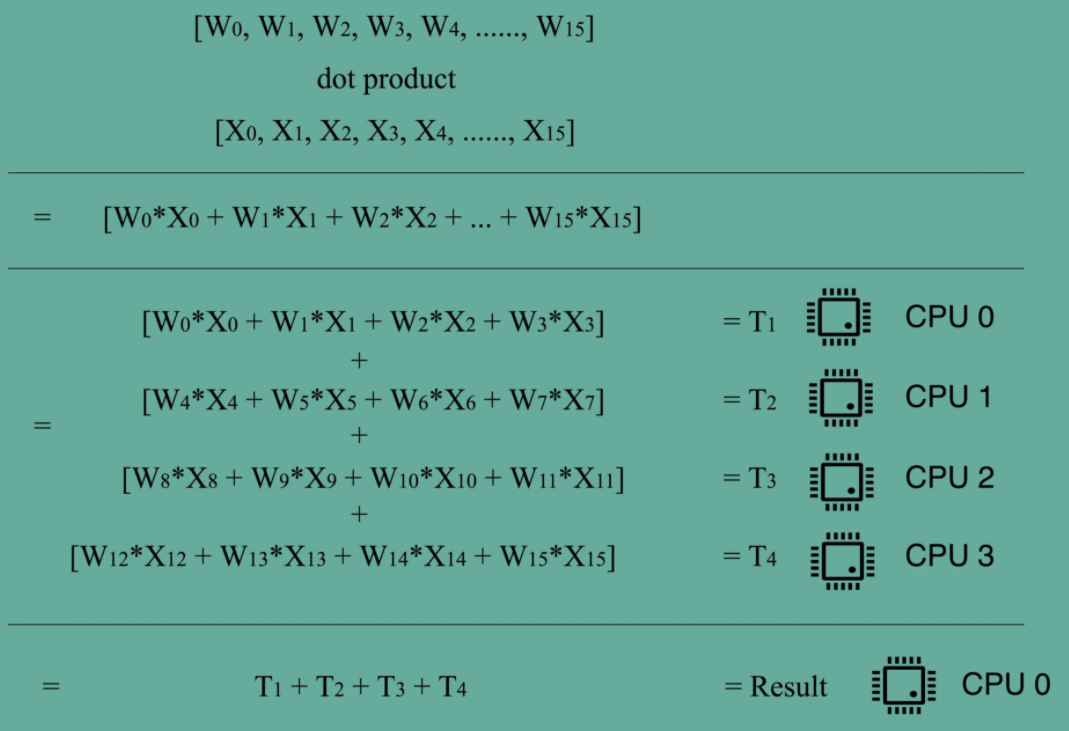 [W0, W1, W2, W3, W4, ......, W15]
dot product
[X0, X1, X2, X3, X4, ......, X15]
= [W0*X0 + W1*X1 + W2*X2 + ... + W15*X15]
[W0*X0 + W1*X1 + W2*X2 + W3*X3] = T1 CPU 0
+
[W4*X4 + W5*X5 + W6*X6 + W7*X7] = T2 CPU 1
= +
[W8*X8 + W9*X9 + W10*X10 + W11*X11] = T3 CPU 2
+
[W12*X12 + W13*X13 + W14*X14 + W15*X15] = T4 CPU 3
= T1 + T2 + T3 + T4 = Result CPU 0